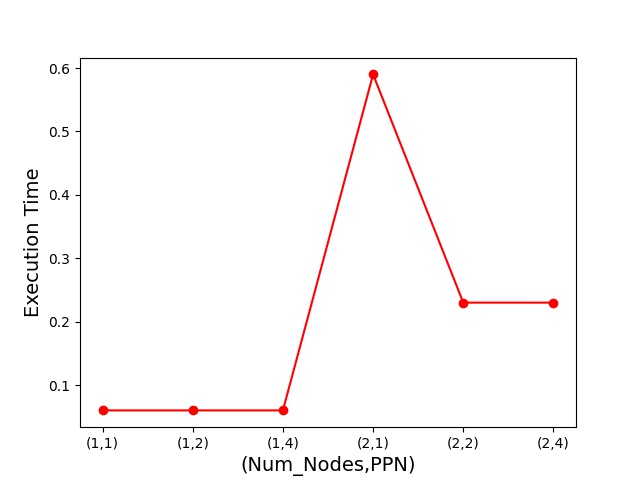 0.6
0.5
0.4
0.3
0.2
0.1
Execution Time
(1,1) (1,2) (1,4) (2,1) (2,2) (2,4)
(Num_Nodes,PPN)